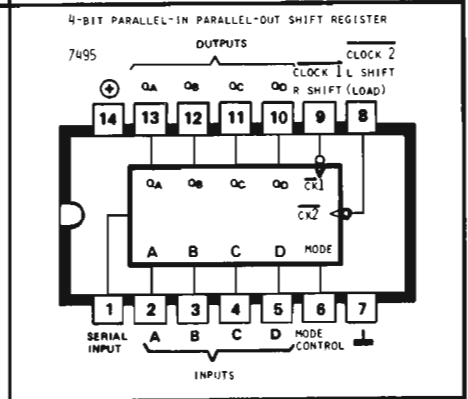 4-BIT PARALLEL-IN PARALLEL-OUT SHIFT REGISTER
7495
OUTPUTS
CLOCK 2
CLOCK 1 L SHIFT
QA QB QC QD R SHIFT (LOAD)
14 13 12 11 10 9 8
QA QB QC QD CK1
CK2
A B C D MODE
1 2 3 4 5 6 7
SERIAL INPUT
A B C D
MODE CONTROL
INPUTS